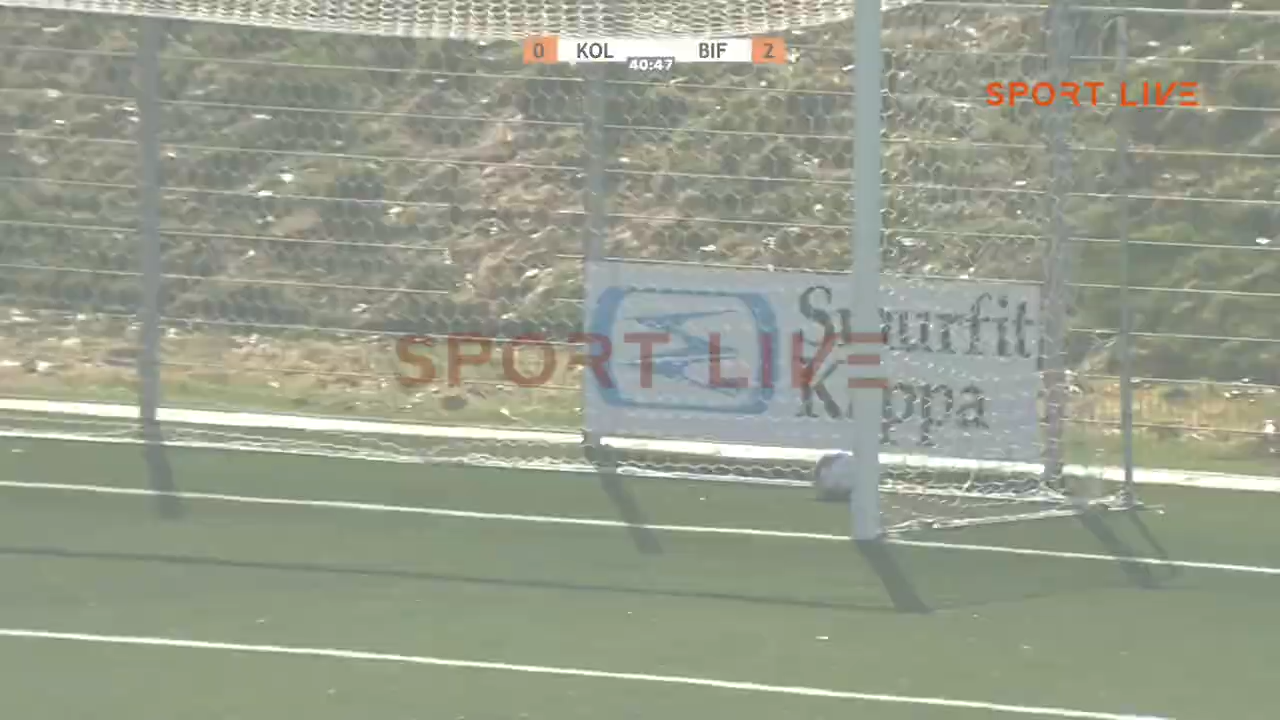 0 KOL BIF 2
40:47
SPORT LIVE
Smurfit
SPORT LIVE
Kappa